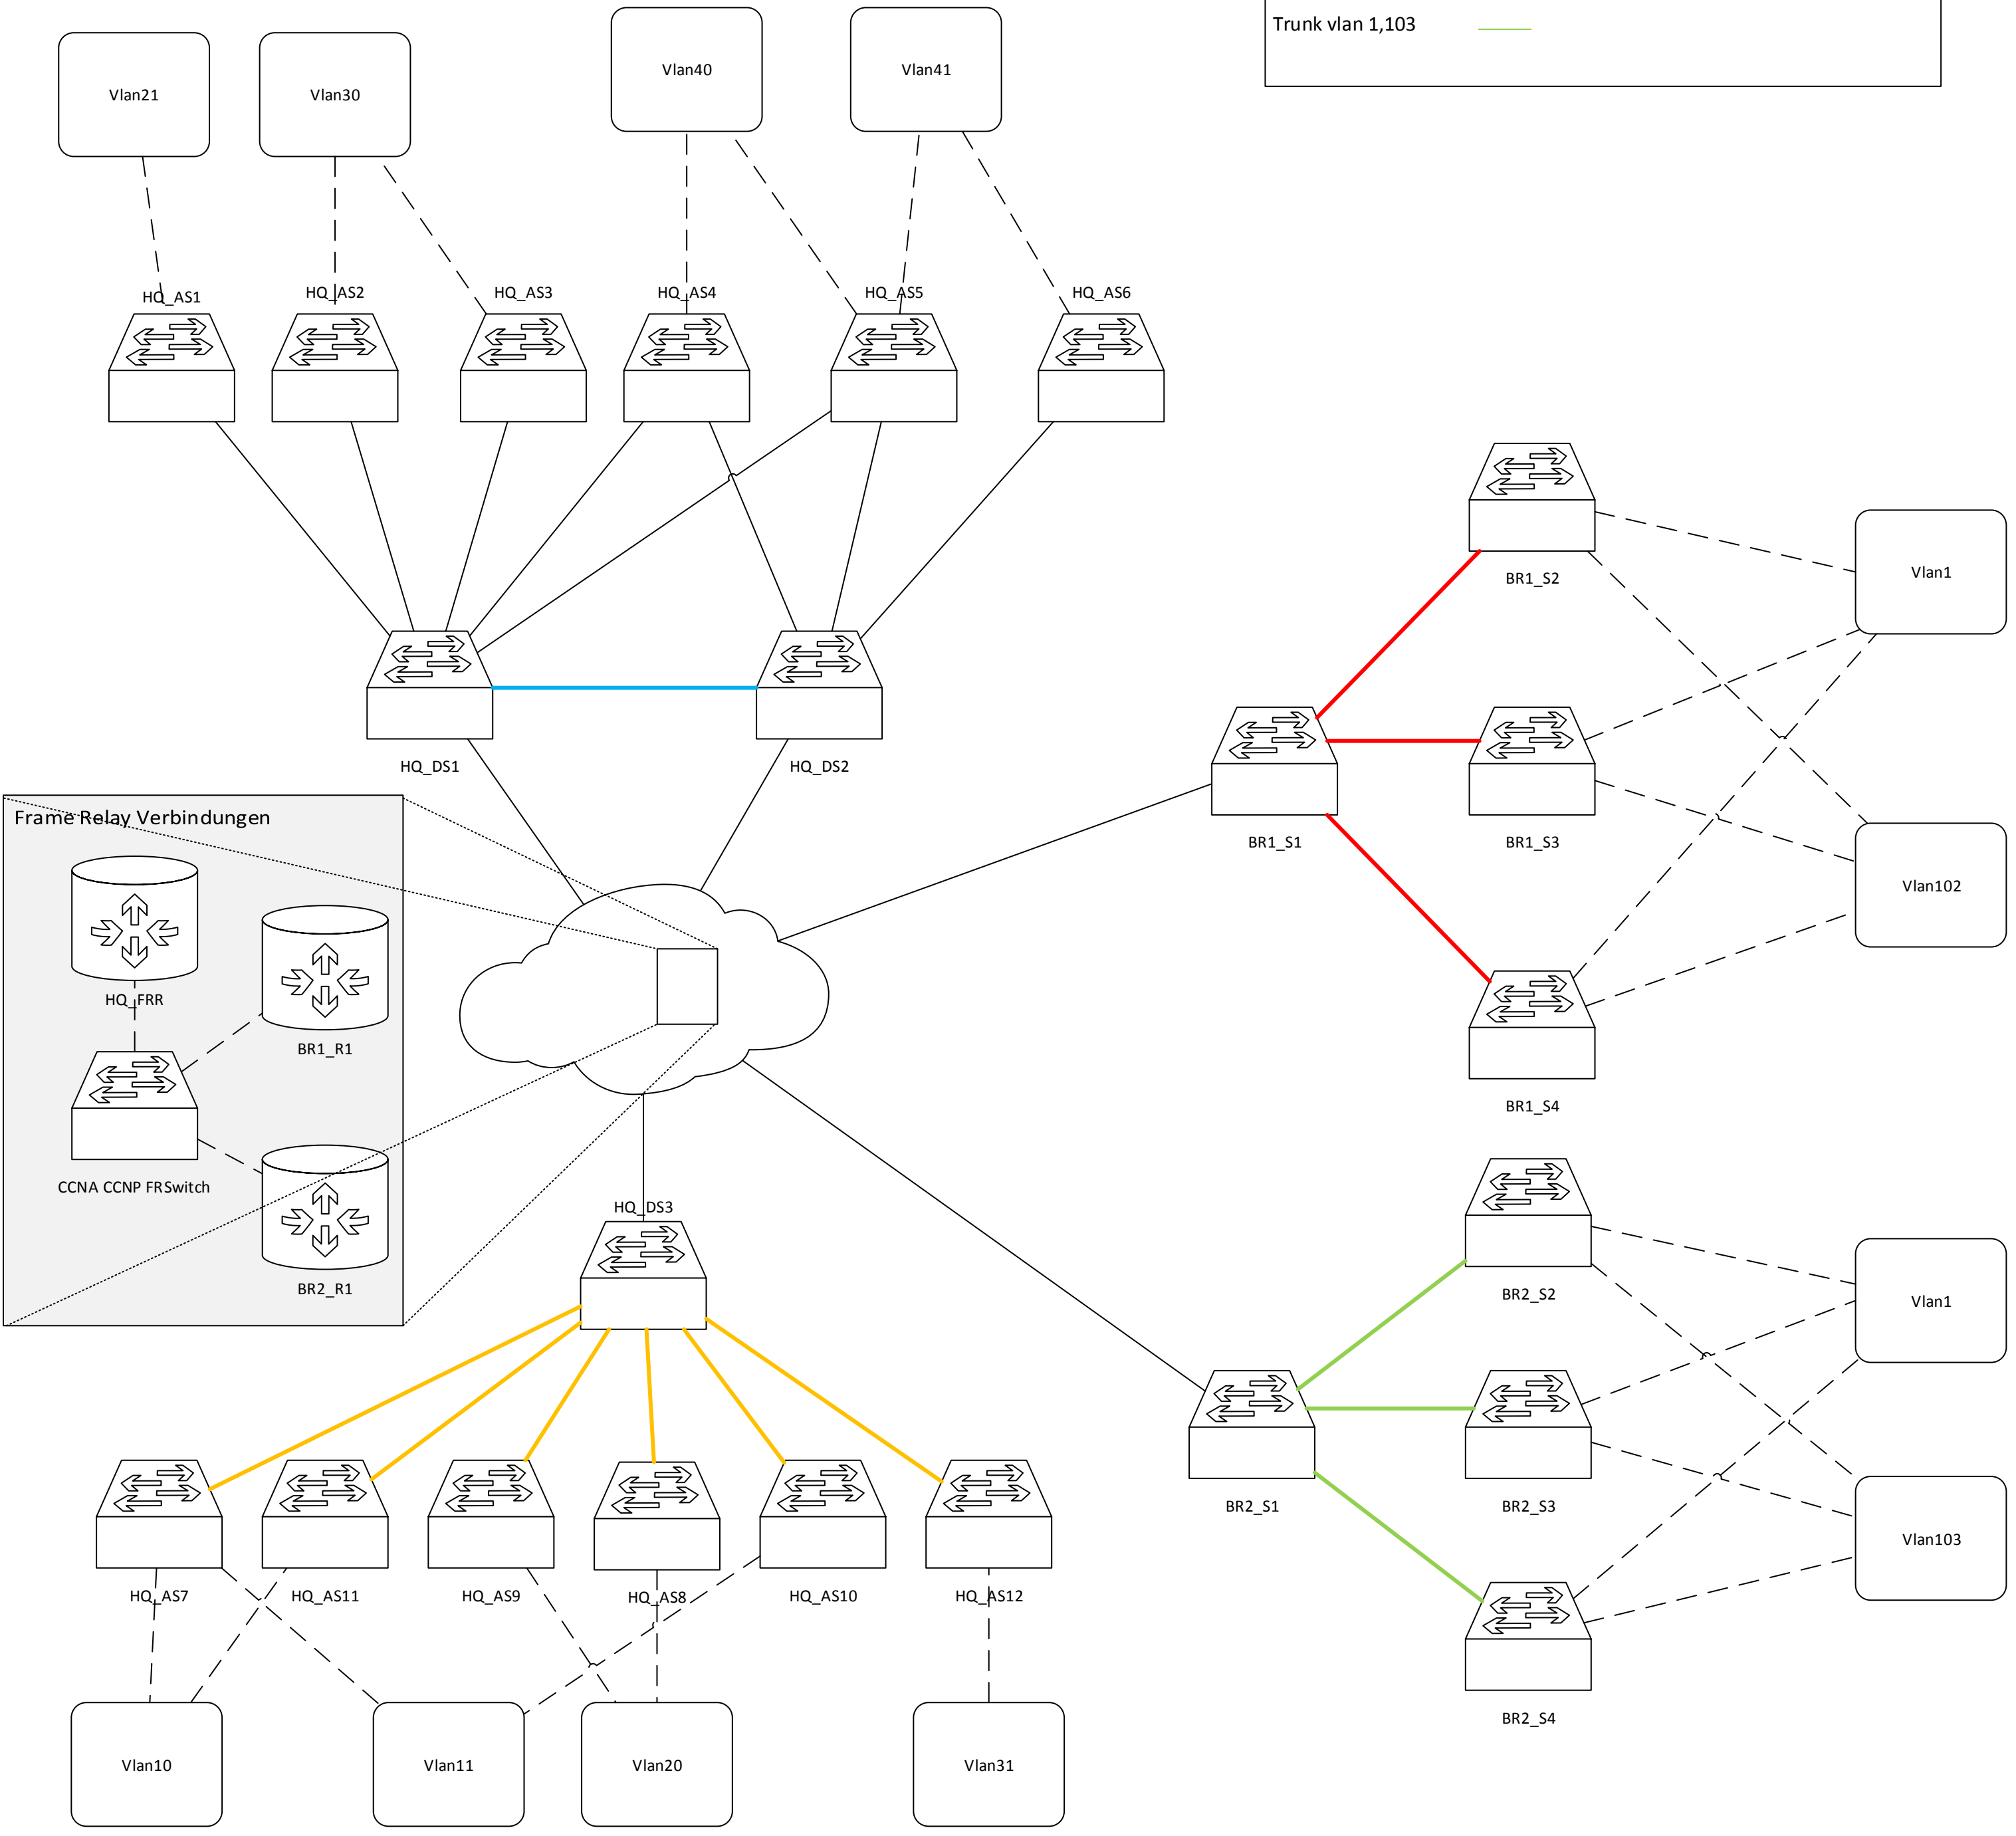 Trunk vlan 1,103
Vlan21
Vlan30
Vlan40
Vlan41
HQ_AS1
HQ_AS2
HQ_AS3
HQ_AS4
HQ_AS5
HQ_AS6
BR1_S2
Vlan1
HQ_DS1
HQ_DS2
BR1_S1
BR1_S3
Vlan102
Frame Relay Verbindungen
HQ_FRR
BR1_R1
BR1_S4
CCNA CCNP FRSwitch
HQ_DS3
BR2_R1
BR2_S2
Vlan1
BR2_S1
BR2_S3
Vlan103
HQ_AS7
HQ_AS11
HQ_AS9
HQ_AS8
HQ_AS10
HQ_AS12
BR2_S4
Vlan10
Vlan11
Vlan20
Vlan31